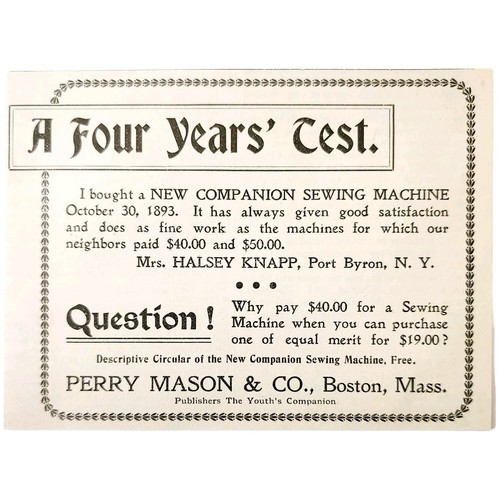 A Four Years' Test.
I bought a NEW COMPANION SEWING MACHINE
October 30, 1893. It has always given good satisfaction
and does as fine work as the machines for which our
neighbors paid $40.00 and $50.00.
Mrs. HALSEY KNAPP, Port Byron, N. Y.
Question!
Why pay $40.00 for a Sewing
Machine when you can purchase
one of equal merit for $19.00?
Descriptive Circular of the New Companion Sewing Machine, Free.
PERRY MASON & CO., Boston, Mass.
Publishers The Youth's Companion